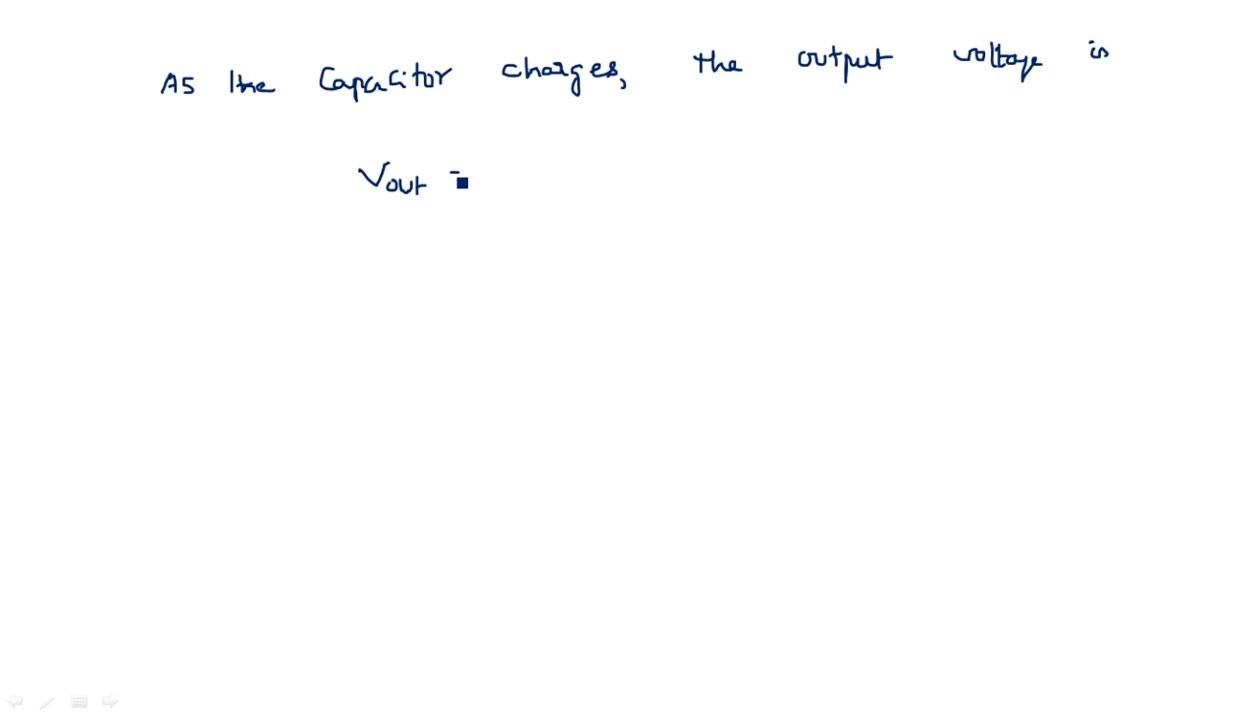 As the Capacitor charges, the output voltage is
Vout =